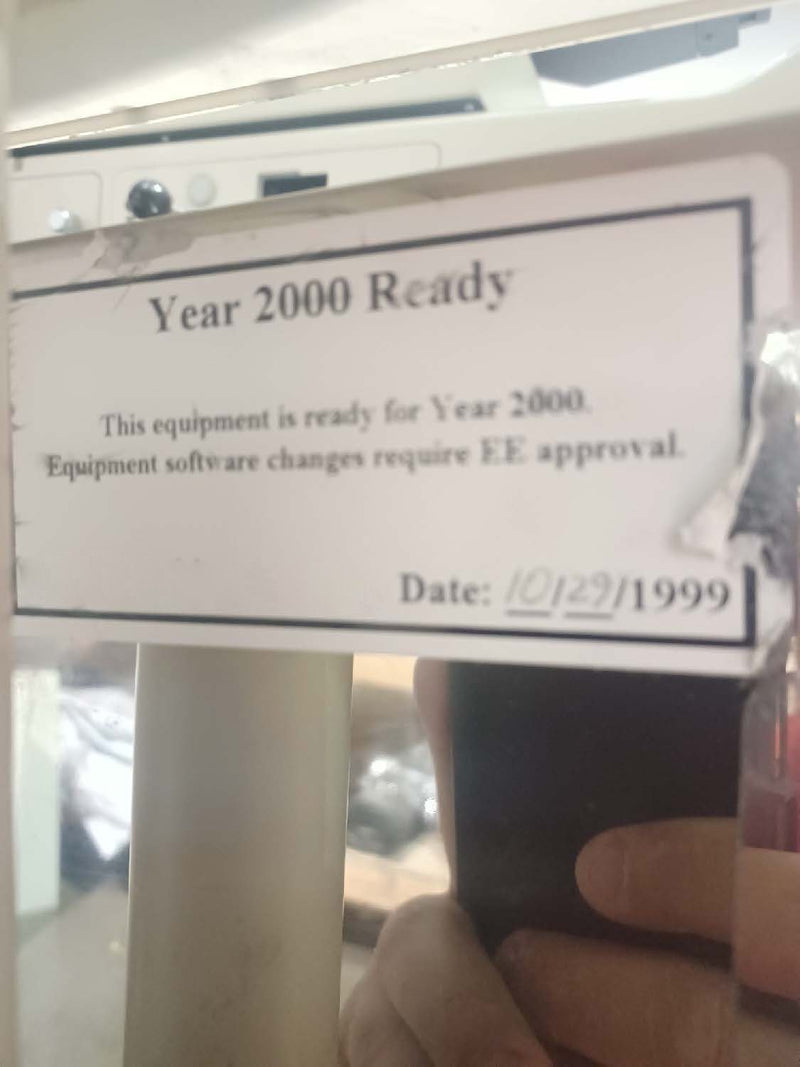 Year 2000 Ready
This equipment is ready for Year 2000.
Equipment software changes require EE approval.
Date: 10/29/1999